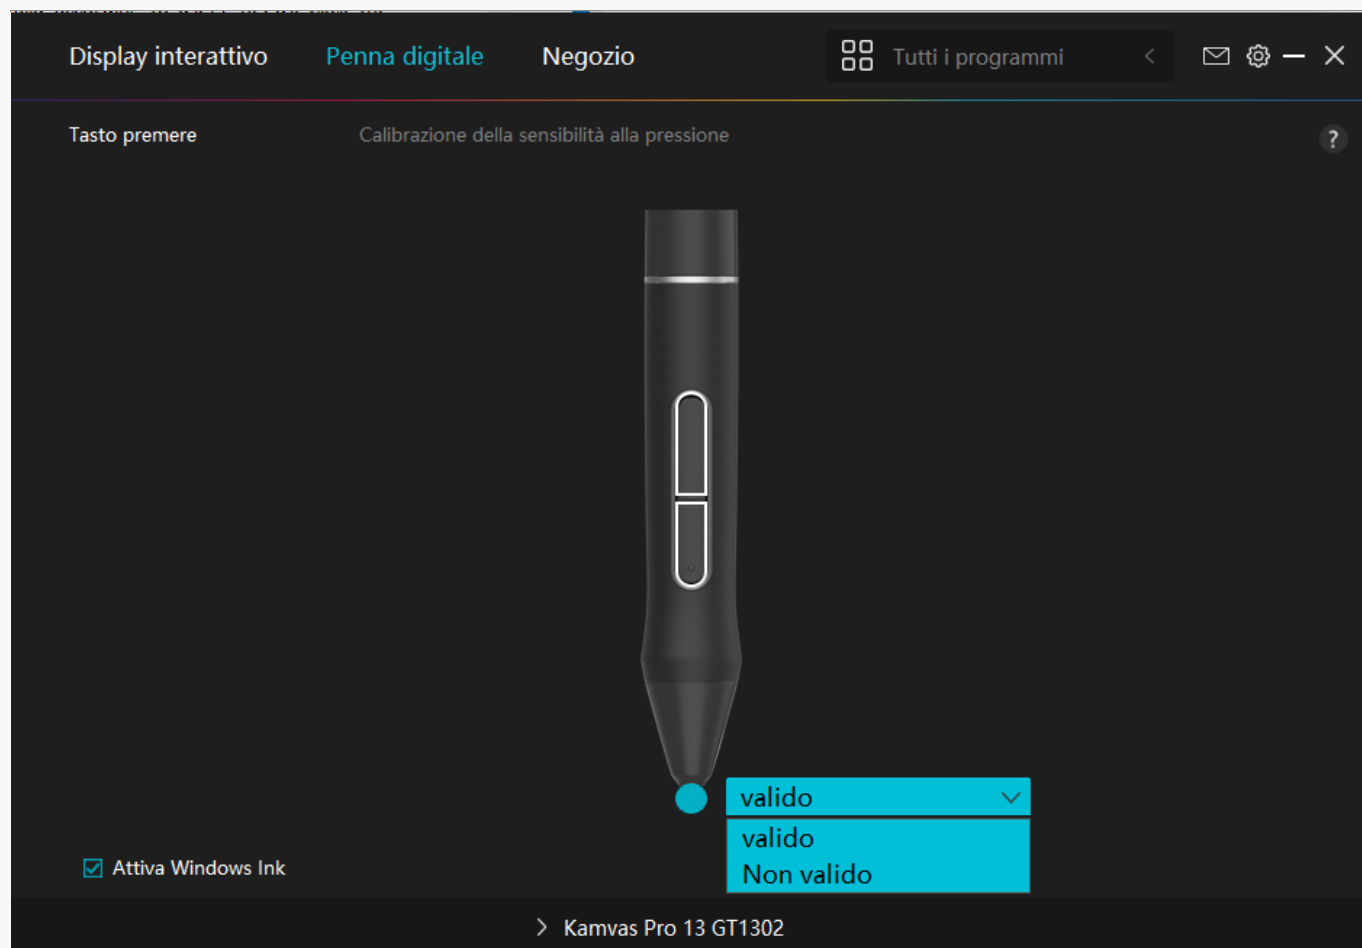 Display interattivo Penna digitale Negozio Tutti i programmi
Tasto premere Calibrazione della sensibilità alla pressione ?
valido
valido
Non valido
Attiva Windows Ink
Kamvas Pro 13 GT1302